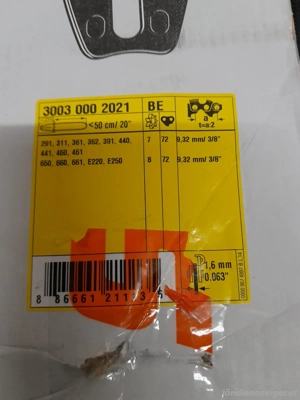 3003 000 2021 BE
< 50 cm/ 20" a
t=a:2
291, 311, 361, 362, 391, 440, 7 72 9,32 mm/ 3/8"
441, 460, 461
650, 660, 661, E220, E250 8 72 9,32 mm/ 3/8"
1,6 mm
0.063"
8 86661 211